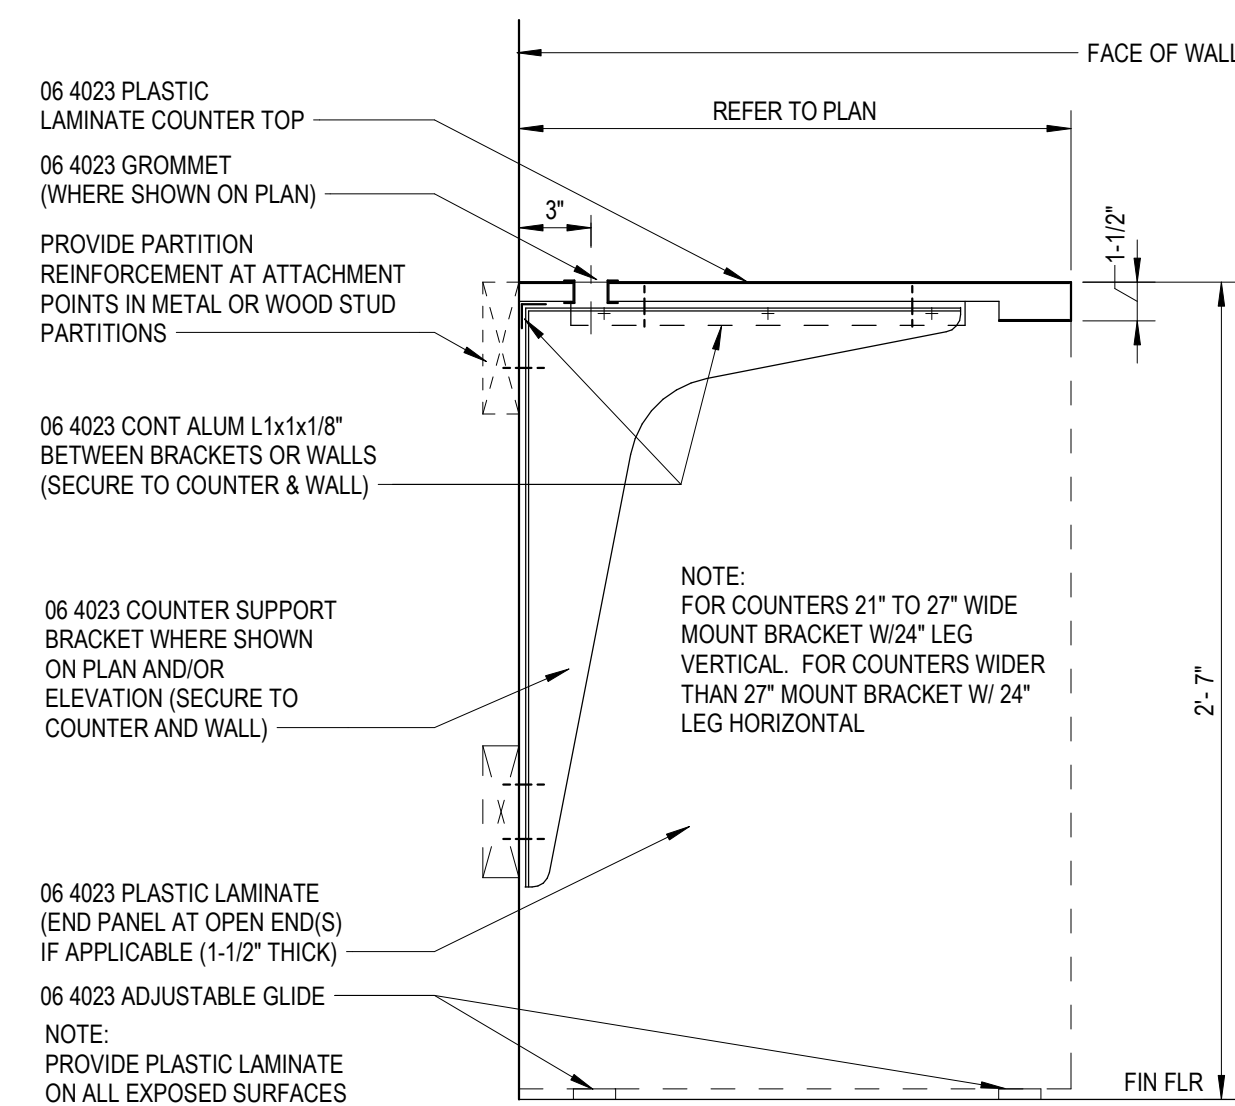 FACE OF WALL
06 4023 PLASTIC
LAMINATE COUNTER TOP
REFER TO PLAN
06 4023 GROMMET
(WHERE SHOWN ON PLAN)
3"
1-1/2"
PROVIDE PARTITION
REINFORCEMENT AT ATTACHMENT
POINTS IN METAL OR WOOD STUD
PARTITIONS
06 4023 CONT ALUM L1x1x1/8"
BETWEEN BRACKETS OR WALLS
(SECURE TO COUNTER & WALL)
06 4023 COUNTER SUPPORT
BRACKET WHERE SHOWN
ON PLAN AND/OR
ELEVATION (SECURE TO
COUNTER AND WALL)
NOTE:
FOR COUNTERS 21" TO 27" WIDE
MOUNT BRACKET W/24" LEG
VERTICAL. FOR COUNTERS WIDER
THAN 27" MOUNT BRACKET W/ 24"
LEG HORIZONTAL
2'- 7"
06 4023 PLASTIC LAMINATE
(END PANEL AT OPEN END(S)
IF APPLICABLE (1-1/2" THICK)
06 4023 ADJUSTABLE GLIDE
NOTE:
PROVIDE PLASTIC LAMINATE
ON ALL EXPOSED SURFACES
FIN FLR